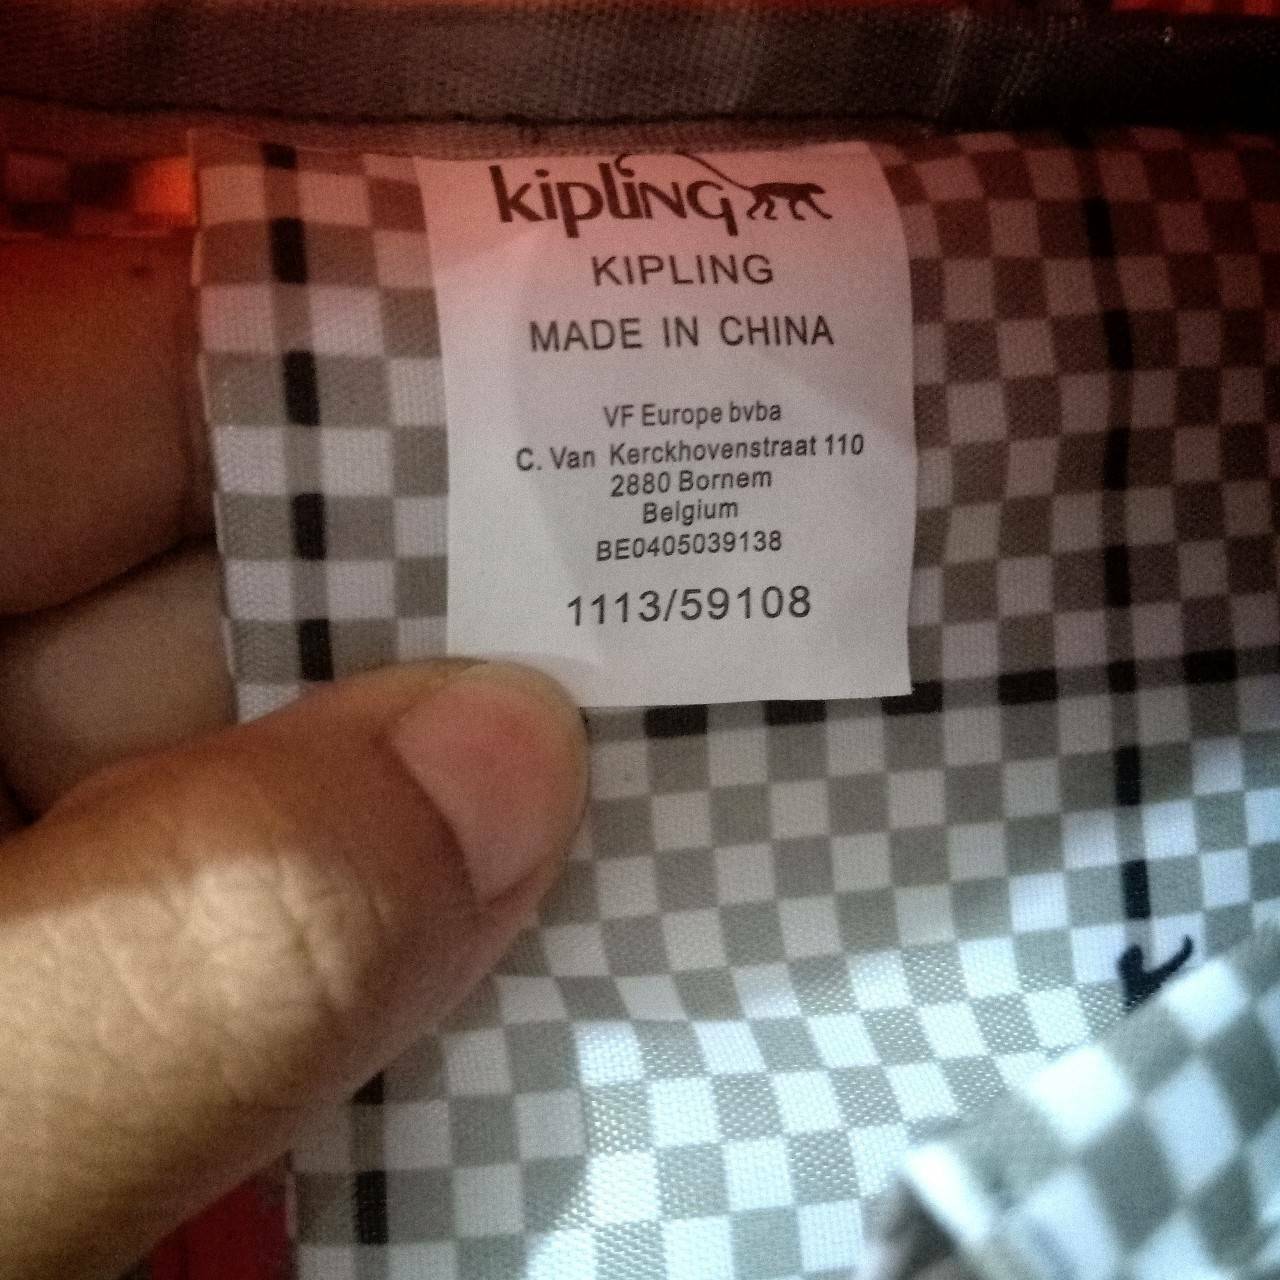 kipling
KIPLING
MADE IN CHINA
VF Europe bvba
C. Van Kerckhovenstraat 110
2880 Bornem
Belgium
BE0405039138
1113/59108